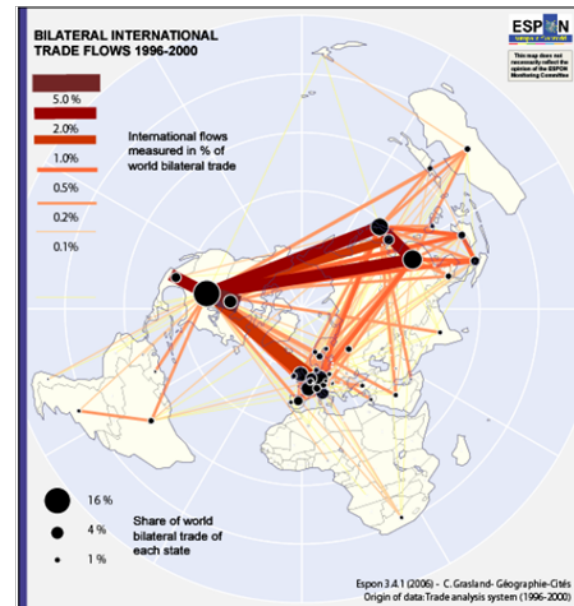 BILATERAL INTERNATIONAL
TRADE FLOWS 1996-2000
ESPON
This map does not
necessarily reflect the
opinion of the ESPON
Monitoring Committee
5.0 %
2.0 %
1.0 %
0.5 %
0.2 %
0.1%
International flows
measured in % of
world bilateral trade
16 %
4 %
1 %
Share of world
bilateral trade of
each state
Espon 3.4.1 (2006) - C. Grasland- Géographie-Cités
Origin of data: Trade analysis system (1996-2000)